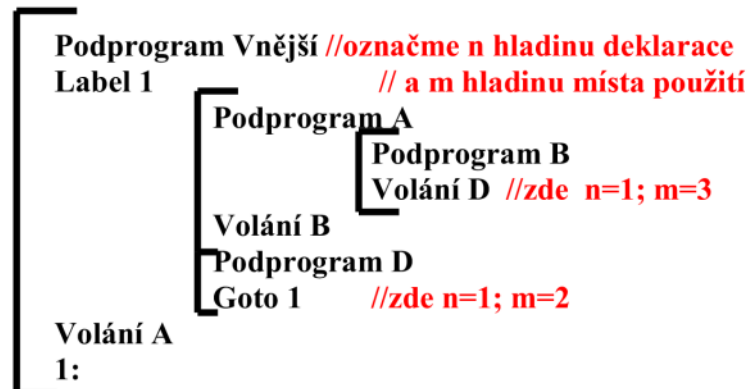 Podprogram Vnější //označme n hladinu deklarace
Label 1 // a m hladinu místa použití
Podprogram A
Podprogram B
Volání D //zde n=1; m=3
Volání B
Podprogram D
Goto 1 //zde n=1; m=2
Volání A
1: